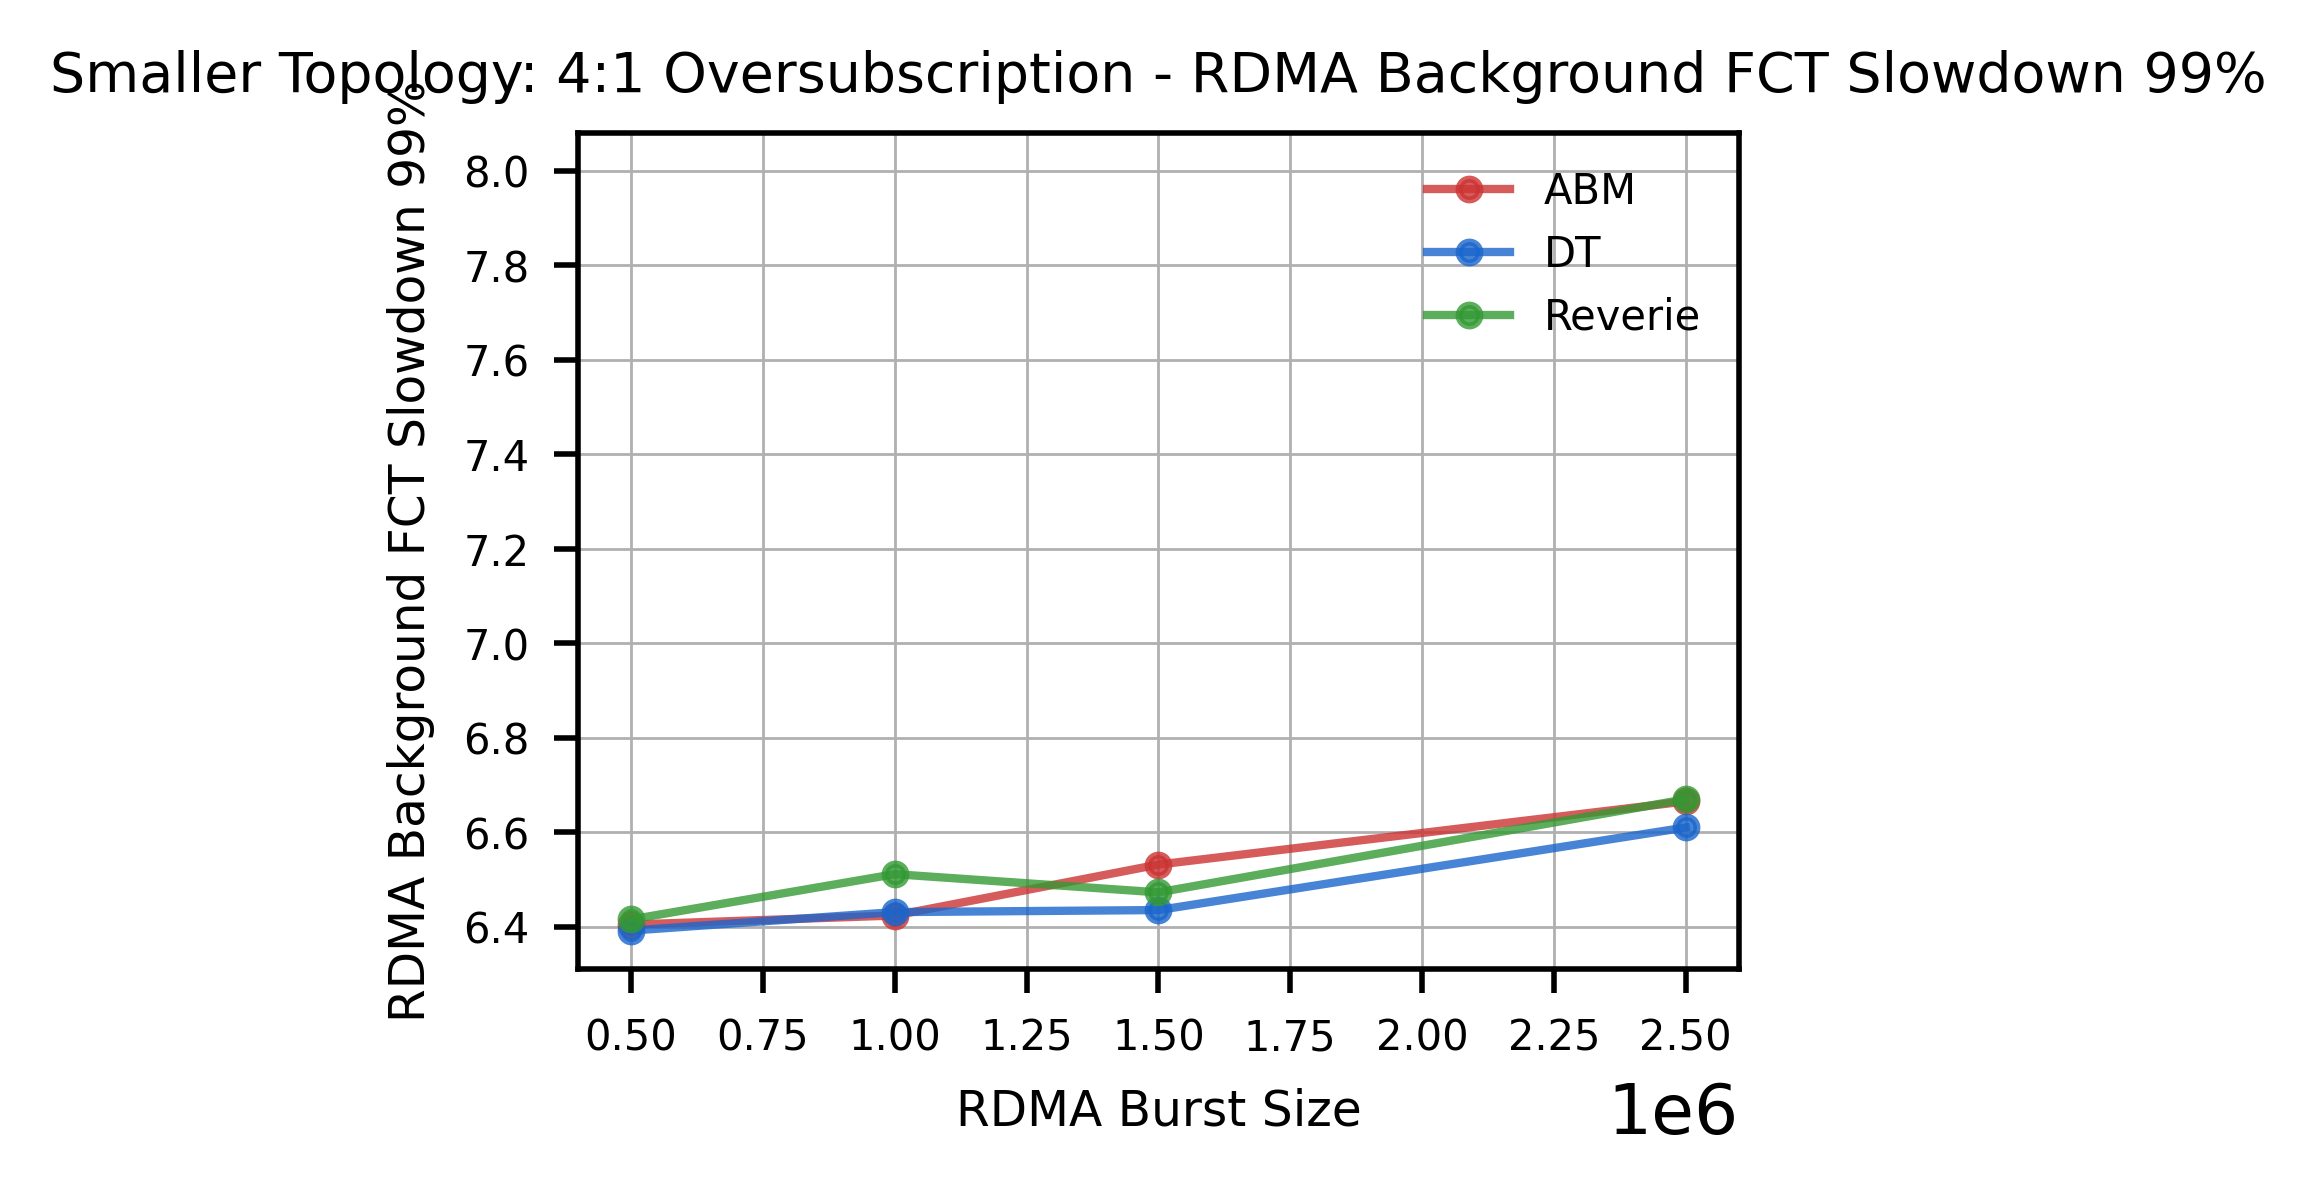 Smaller Topology: 4:1 Oversubscription - RDMA Background FCT Slowdown 99%
RDMA Background FCT Slowdown 99%
8.0
7.8
7.6
7.4
7.2
7.0
6.8
6.6
6.4
ABM
DT
Reverie
0.50 0.75 1.00 1.25 1.50 1.75 2.00 2.25 2.50
RDMA Burst Size
1e6